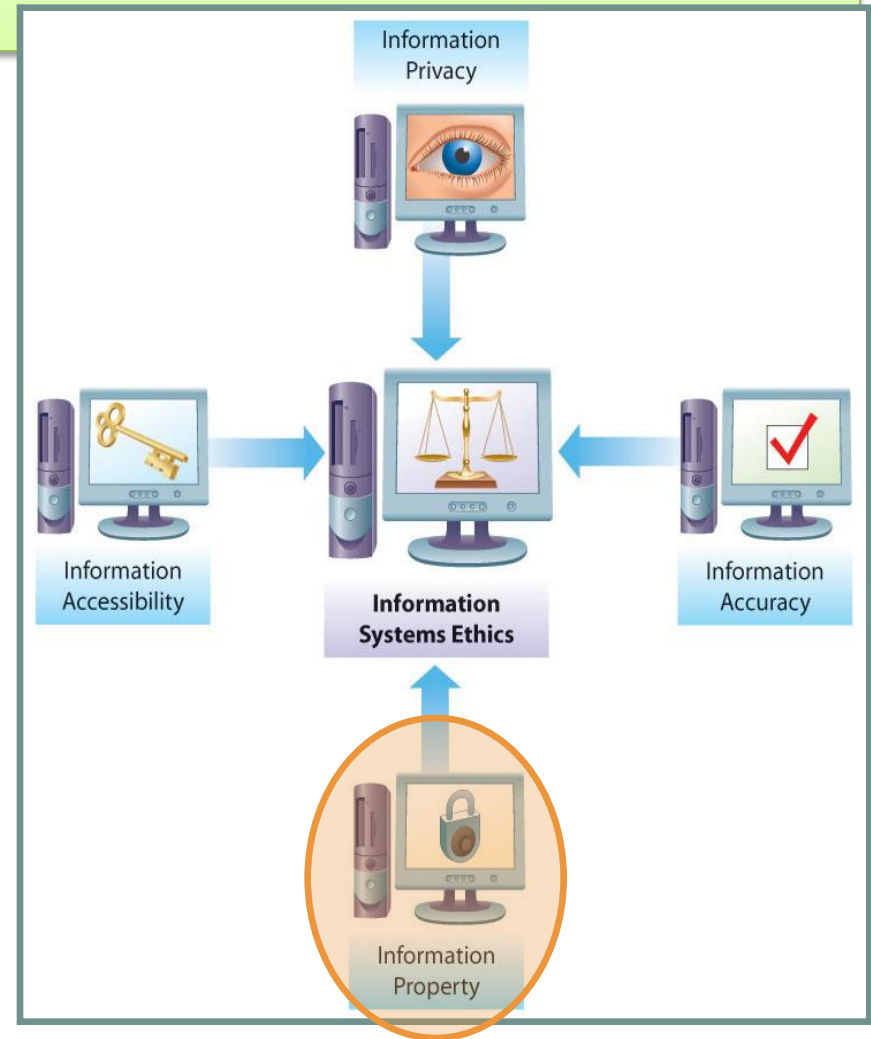 Information
Privacy
Information
Accessibility
Information
Systems Ethics
Information
Accuracy
Information
Property